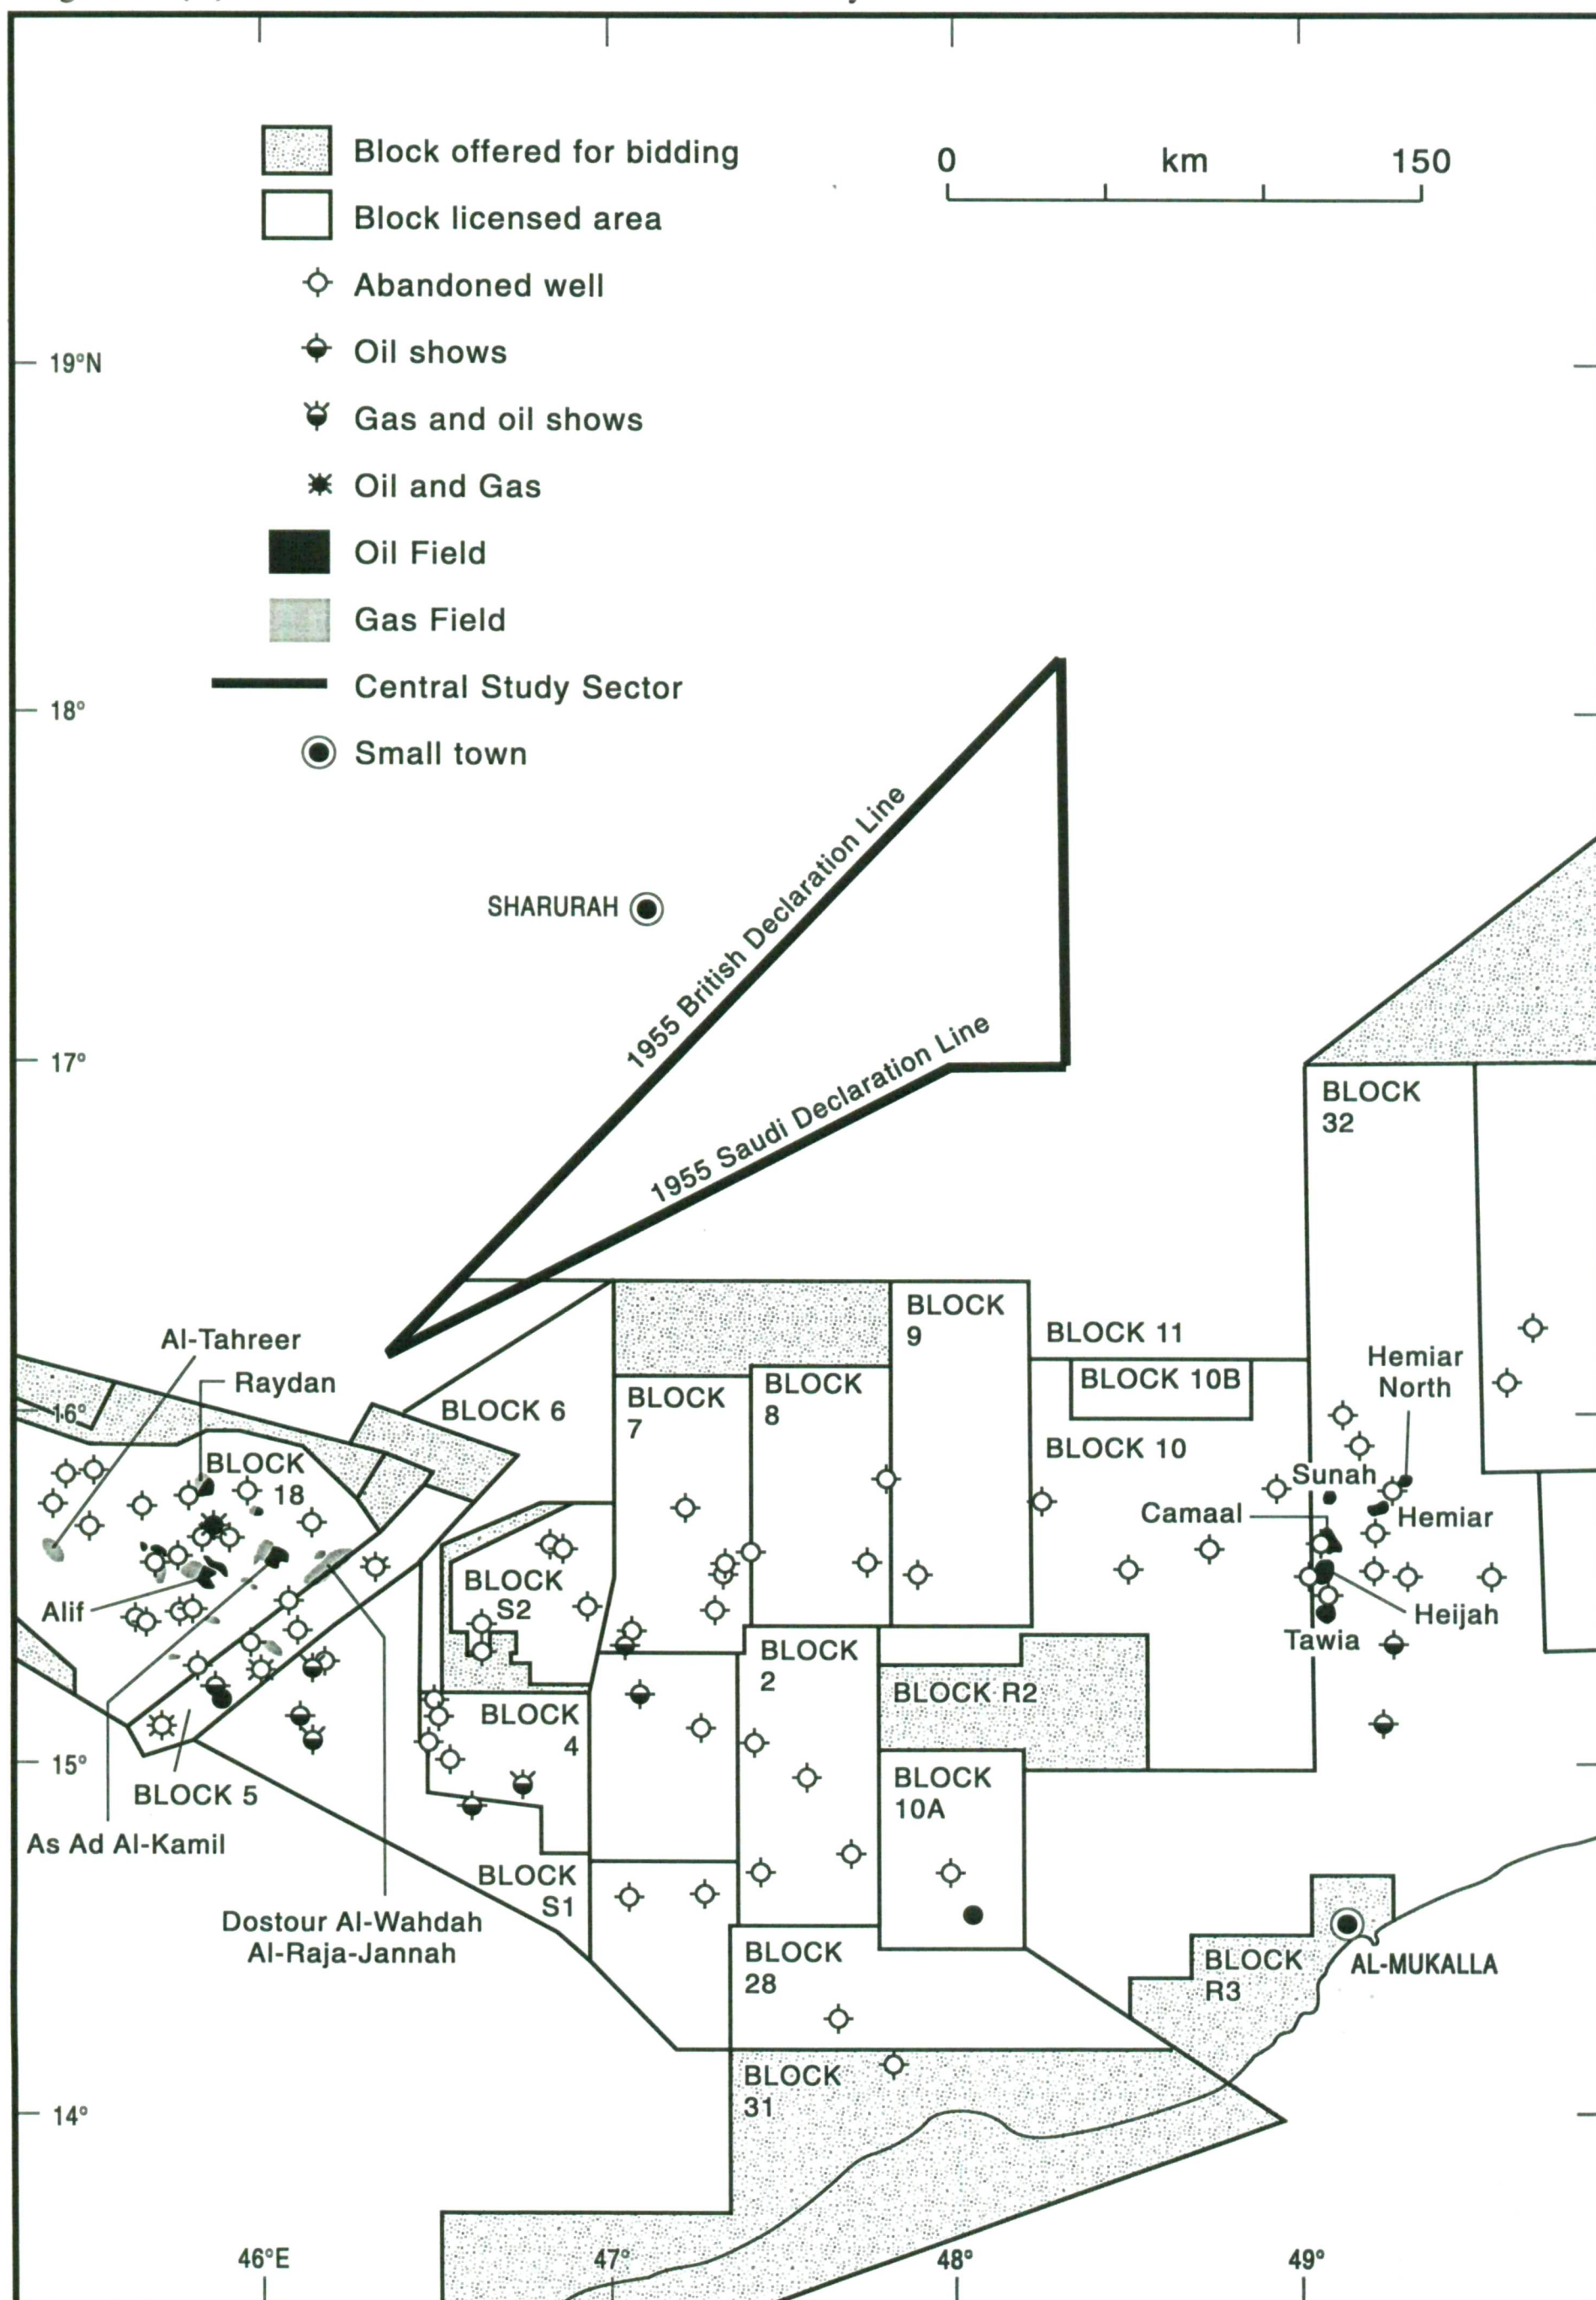 Block offered for bidding
Block licensed area
Abandoned well
Oil shows
Gas and oil shows
Oil and Gas
Oil Field
Gas Field
Central Study Sector
Small town
0 km 150
19°N
18°
17°
16°
15°
14°
SHARURAH
1955 British Declaration Line
1955 Saudi Declaration Line
BLOCK
32
BLOCK
9
BLOCK 11
BLOCK 10B
BLOCK 10
BLOCK
7
BLOCK
8
BLOCK 6
Al-Tahreer
Raydan
BLOCK
18
Hemiar
North
Sunah
Camaal
Hemiar
Heijah
Tawia
Alif
BLOCK
S2
BLOCK
2
BLOCK R2
BLOCK
4
BLOCK
10A
BLOCK 5
As Ad Al-Kamil
BLOCK
S1
Dostour Al-Wahdah
Al-Raja-Jannah
BLOCK
28
BLOCK
R3
AL-MUKALLA
BLOCK
31
46°E
47°
48°
49°